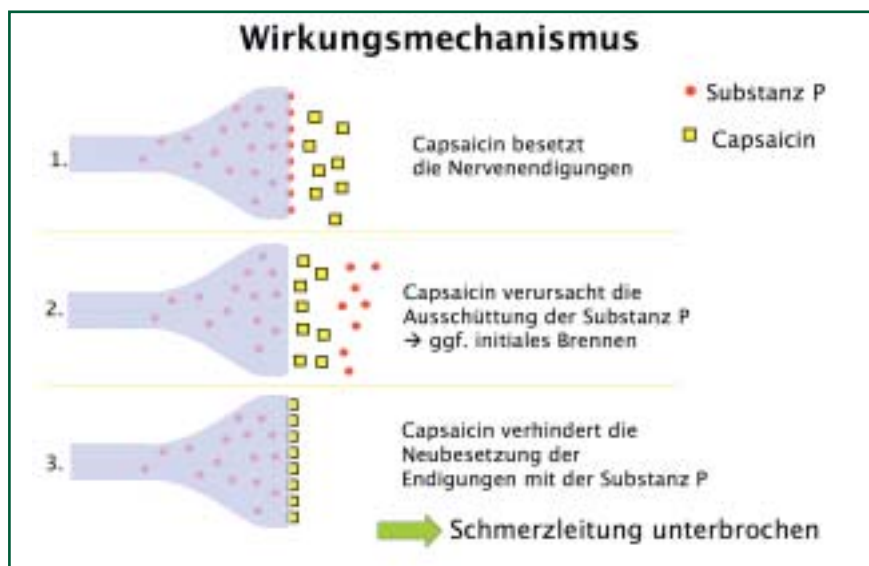 Wirkungsmechanismus
Substanz P
Capsaicin
1.
Capsaicin besetzt
die Nervenendigungen
2.
Capsaicin verursacht die
Ausschüttung der Substanz P
→ ggf. initiales Brennen
3.
Capsaicin verhindert die
Neubesetzung der
Endigungen mit der Substanz P
Schmerzleitung unterbrochen